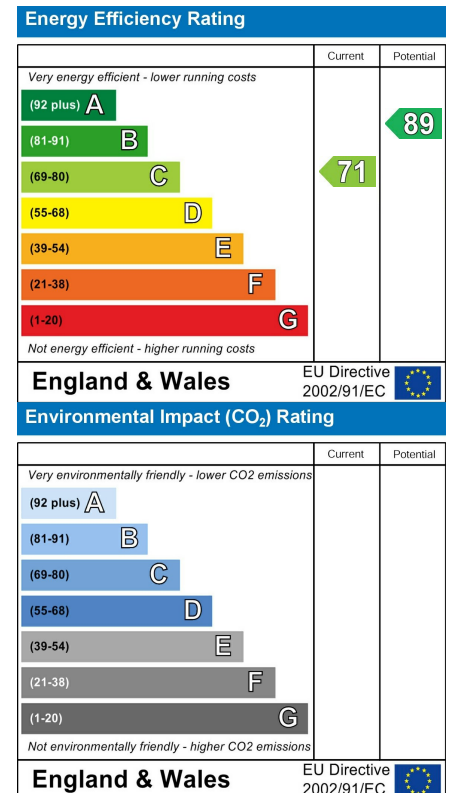 Energy Efficiency Rating
Current Potential
Very energy efficient - lower running costs
(92 plus) A
(81-91) B
89
(69-80) C
71
(55-68) D
(39-54) E
(21-38) F
(1-20) G
Not energy efficient - higher running costs
England & Wales
EU Directive
2002/91/EC
Environmental Impact (CO₂) Rating
Current Potential
Very environmentally friendly - lower CO2 emissions
(92 plus) A
(81-91) B
(69-80) C
(55-68) D
(39-54) E
(21-38) F
(1-20) G
Not environmentally friendly - higher CO2 emissions
England & Wales
EU Directive
2002/91/EC